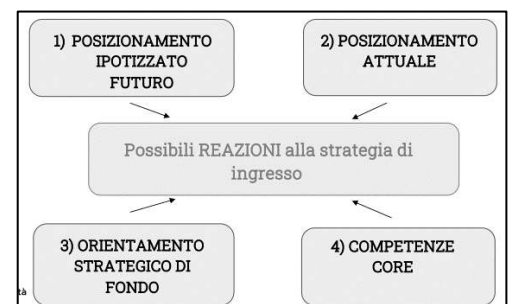 1) POSIZIONAMENTO
IPOTIZZATO
FUTURO
2) POSIZIONAMENTO
ATTUALE
Possibili REAZIONI alla strategia di
ingresso
3) ORIENTAMENTO
STRATEGICO DI
FONDO
4) COMPETENZE
CORE
tà